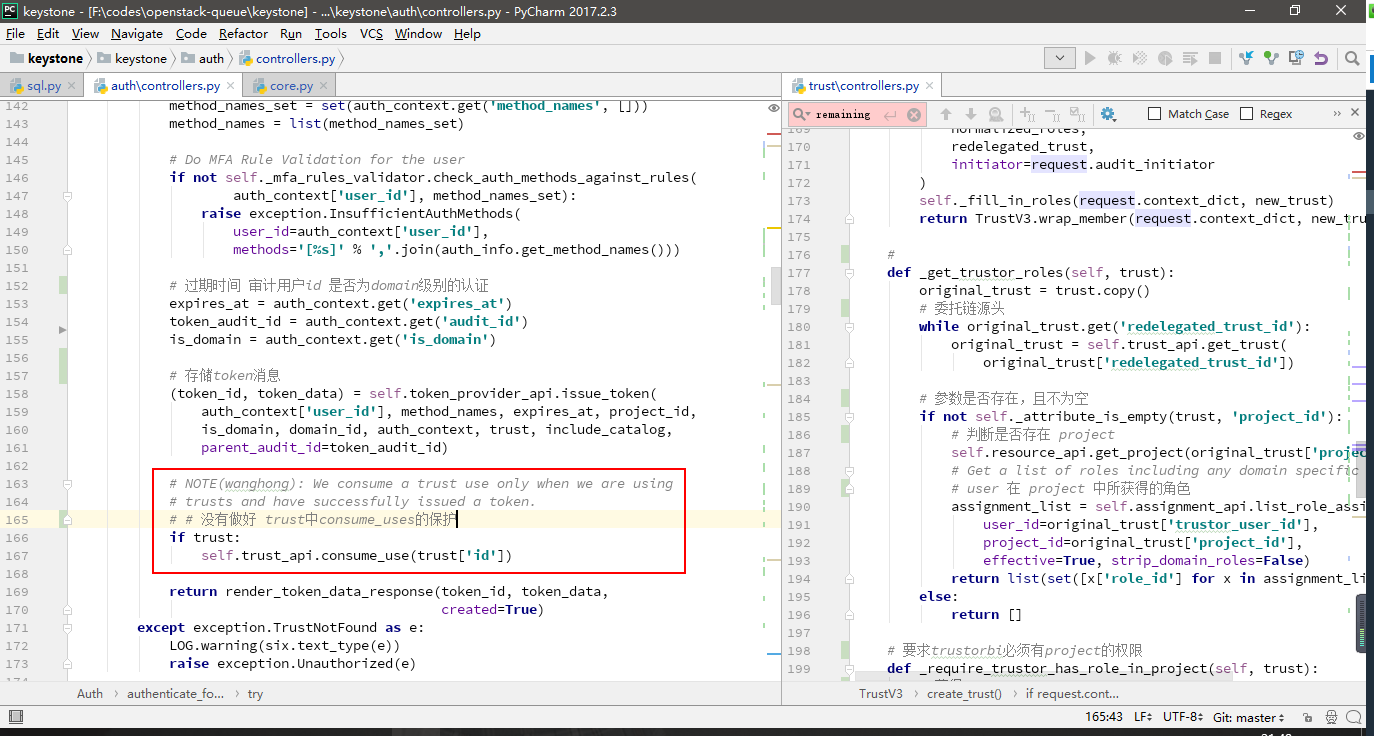 keystone - [F:\codes\openstack-queue\keystone] - ...\keystone\auth\controllers.py - PyCharm 2017.2.3
File Edit View Navigate Code Refactor Run Tools VCS Window Help
keystone keystone auth controllers.py
sql.py auth\controllers.py core.py
142 method_names_set = set(auth_context.get('method_names', []))
143 method_names = list(method_names_set)
144
145 # Do MFA Rule Validation for the user
146 if not self._mfa_rules_validator.check_auth_methods_against_rules(
147 auth_context['user_id'], method_names_set):
148 raise exception.InsufficientAuthMethods(
149 user_id=auth_context['user_id'],
150 methods='[%s]' % ','.join(auth_info.get_method_names()))
151
152 # 过期时间 审计用户id 是否为domain级别的认证
153 expires_at = auth_context.get('expires_at')
154 token_audit_id = auth_context.get('audit_id')
155 is_domain = auth_context.get('is_domain')
156
157 # 存储token消息
158 (token_id, token_data) = self.token_provider_api.issue_token(
159 auth_context['user_id'], method_names, expires_at, project_id,
160 is_domain, domain_id, auth_context, trust, include_catalog,
161 parent_audit_id=token_audit_id)
162
163 # NOTE(wanghong): We consume a trust use only when we are using
164 # trusts and have successfully issued a token.
165 # # 没有做好 trust中consume_uses的保护
166 if trust:
167 self.trust_api.consume_use(trust['id'])
168
169 return render_token_data_response(token_id, token_data,
170 created=True)
171 except exception.TrustNotFound as e:
172 LOG.warning(six.text_type(e))
173 raise exception.Unauthorized(e)
Auth authenticate_fo... try
trust\controllers.py
remaining Match Case Regex
169 normalized_roles,
170 redelegated_trust,
171 initiator=request.audit_initiator
172 )
173 self._fill_in_roles(request.context_dict, new_trust)
174 return TrustV3.wrap_member(request.context_dict, new_tru
175
176 #
177 def _get_trustor_roles(self, trust):
178 original_trust = trust.copy()
179 # 委托链源头
180 while original_trust.get('redelegated_trust_id'):
181 original_trust = self.trust_api.get_trust(
182 original_trust['redelegated_trust_id'])
183
184 # 参数是否存在，且不为空
185 if not self._attribute_is_empty(trust, 'project_id'):
186 # 判断是否存在 project
187 self.resource_api.get_project(original_trust['projec
188 # Get a list of roles including any domain specific
189 # user 在 project 中所获得的角色
190 assignment_list = self.assignment_api.list_role_assi
191 user_id=original_trust['trustor_user_id'],
192 project_id=original_trust['project_id'],
193 effective=True, strip_domain_roles=False)
194 return list(set([x['role_id'] for x in assignment_li
195 else:
196 return []
197
198 # 要求trustorbi必须有project的权限
199 def _require_trustor_has_role_in_project(self, trust):
TrustV3 create_trust() if request.cont...
165:43 LF UTF-8 Git: master